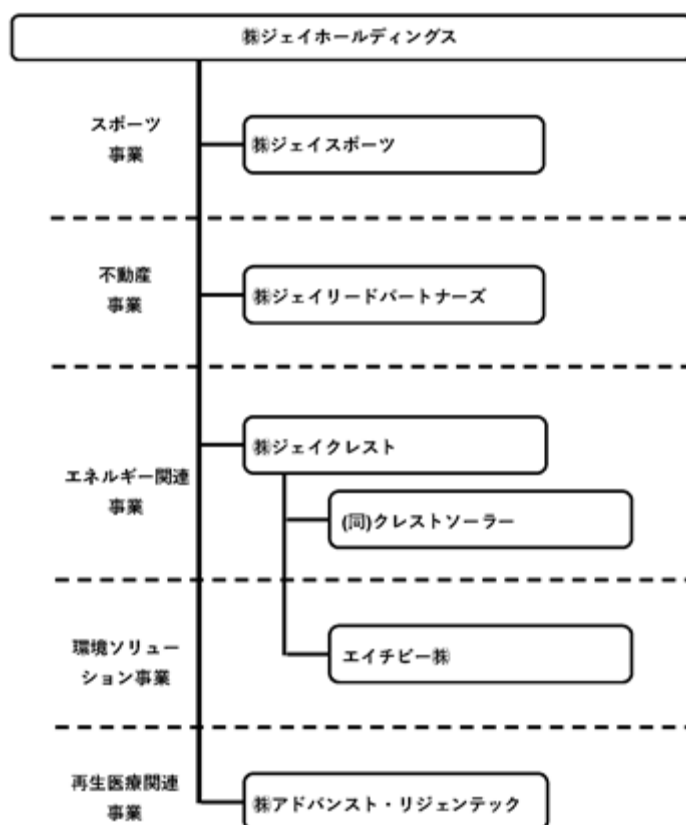 ㈱ジェイホールディングス
スポーツ
事業
㈱ジェイスポーツ
不動産
事業
㈱ジェイリードパートナーズ
㈱ジェイクレスト
エネルギー関連
事業
(同)クレストソーラー
環境ソリュー
ション事業
エイチビー㈱
再生医療関連
事業
㈱アドバンスト・リジェンテック